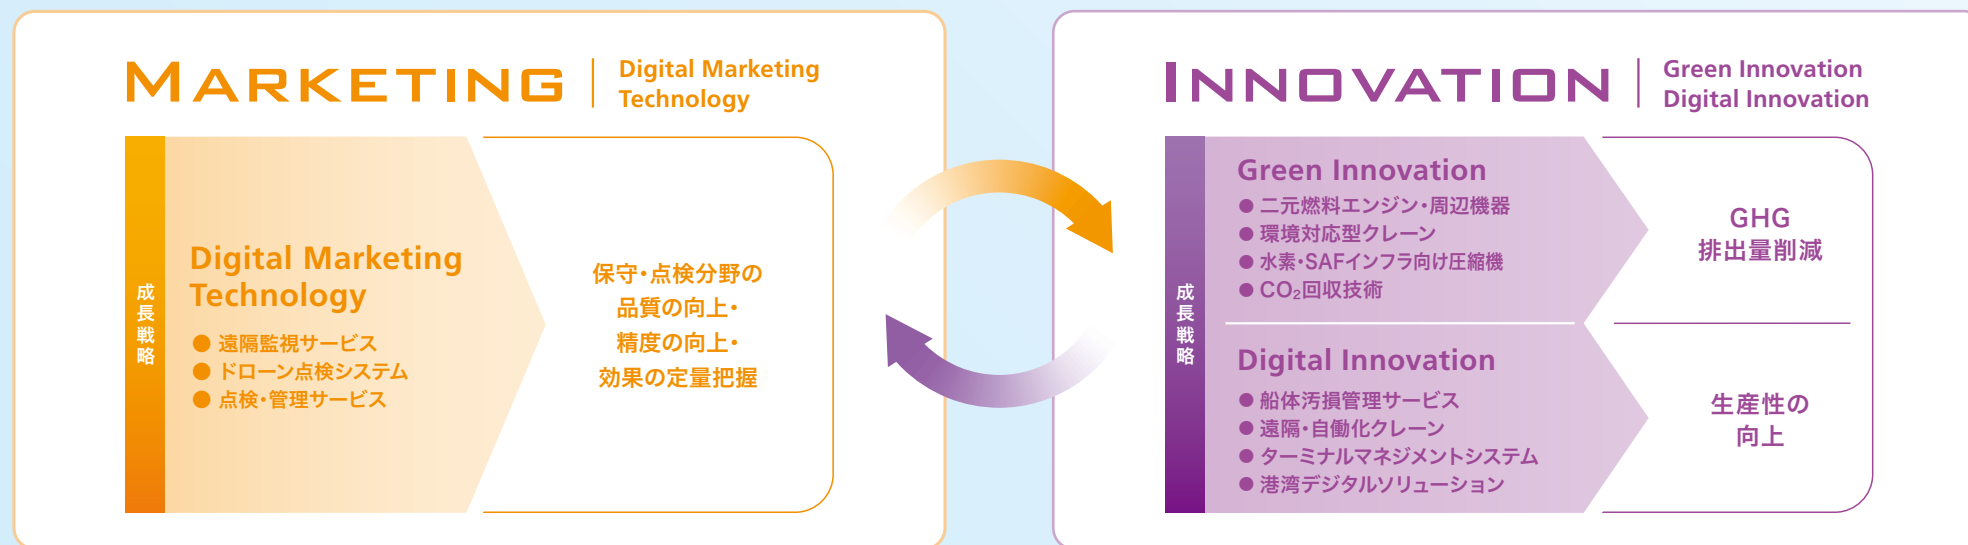 MARKETING
Digital Marketing
Technology
成長戦略
Digital Marketing
Technology
● 遠隔監視サービス
● ドローン点検システム
● 点検・管理サービス
保守・点検分野の
品質の向上・
精度の向上・
効果の定量把握
INNOVATION
Green Innovation
Digital Innovation
成長戦略
Green Innovation
● 二元燃料エンジン・周辺機器
● 環境対応型クレーン
● 水素・SAFインフラ向け圧縮機
● CO₂回収技術
GHG
排出量削減
Digital Innovation
● 船体汚損管理サービス
● 遠隔・自働化クレーン
● ターミナルマネジメントシステム
● 港湾デジタルソリューション
生産性の
向上